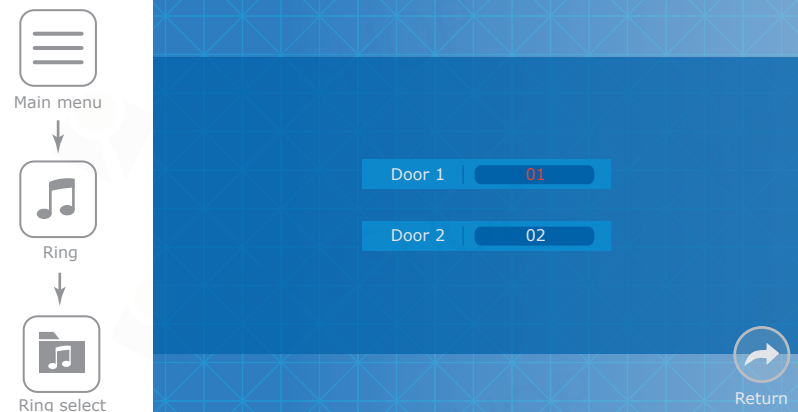 Main menu
Ring
Ring select
Door 1 01
Door 2 02
Return